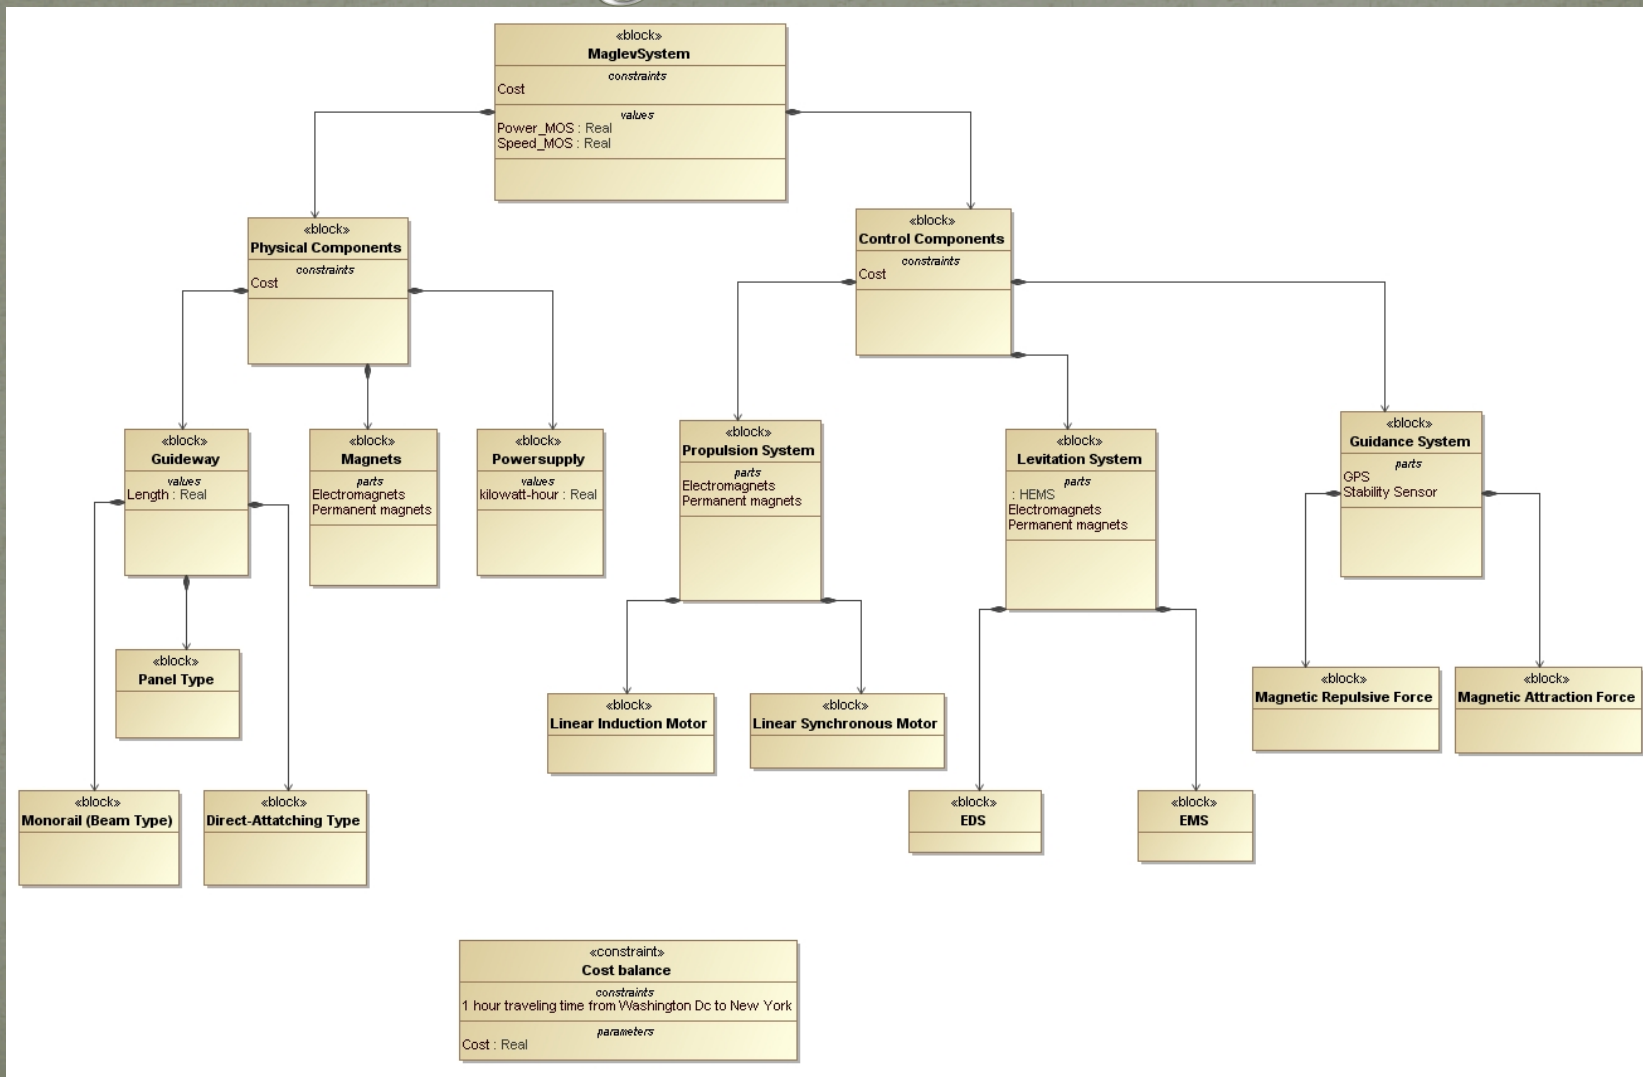 «block»
MaglevSystem
constraints
Cost
values
Power_MOS : Real
Speed_MOS : Real
«block»
Physical Components
constraints
Cost
«block»
Control Components
constraints
Cost
«block»
Guideway
values
Length : Real
«block»
Magnets
parts
Electromagnets
Permanent magnets
«block»
Powersupply
values
kilowatt-hour : Real
«block»
Propulsion System
parts
Electromagnets
Permanent magnets
«block»
Levitation System
parts
: HEMS
Electromagnets
Permanent magnets
«block»
Guidance System
parts
GPS
Stability Sensor
«block»
Panel Type
«block»
Linear Induction Motor
«block»
Linear Synchronous Motor
«block»
Magnetic Repulsive Force
«block»
Magnetic Attraction Force
«block»
Monorail (Beam Type)
«block»
Direct-Attatching Type
«block»
EDS
«block»
EMS
«constraint»
Cost balance
constraints
1 hour traveling time from Washington Dc to New York
parameters
Cost : Real